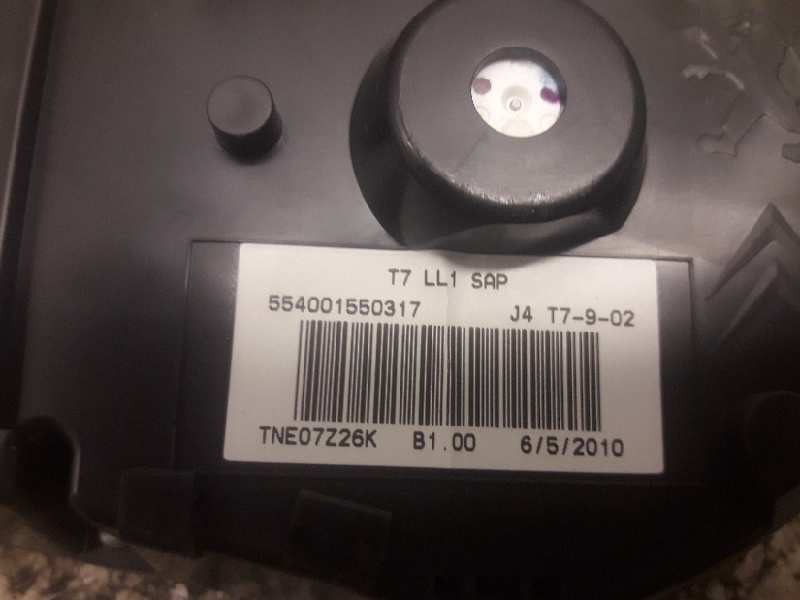 T7 LL1 SAP
554001550317 J4 T7-9-02
TNE07Z26K B1.00 6/5/2010